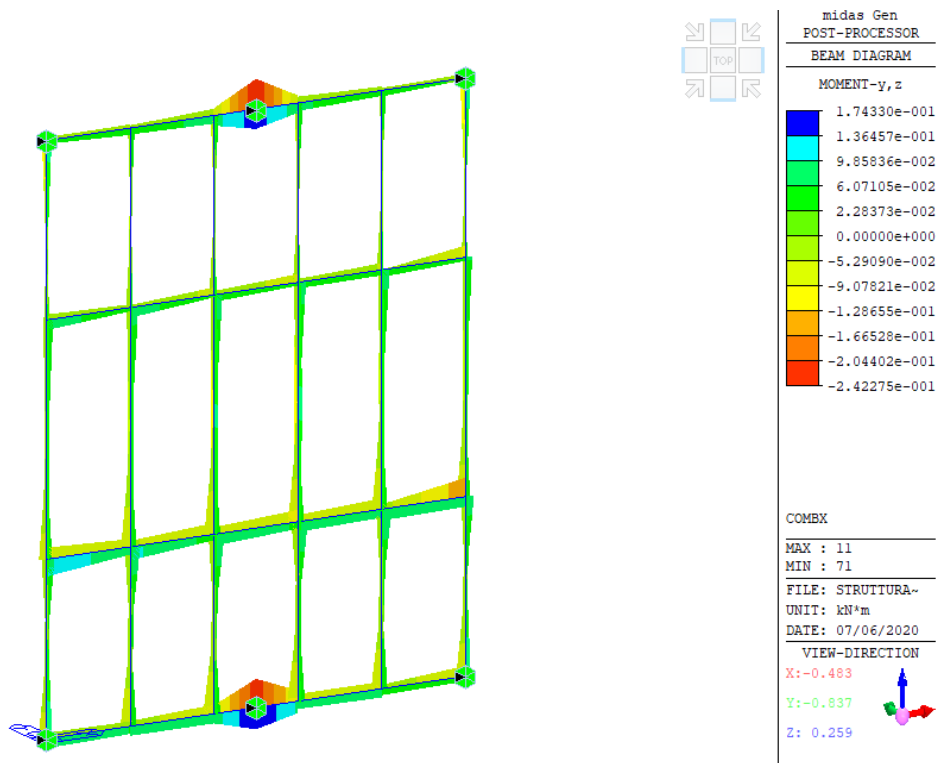 TOP
midas Gen
POST-PROCESSOR
BEAM DIAGRAM
MOMENT-y,z
1.74330e-001
1.36457e-001
9.85836e-002
6.07105e-002
2.28373e-002
0.00000e+000
-5.29090e-002
-9.07821e-002
-1.28655e-001
-1.66528e-001
-2.04402e-001
-2.42275e-001
COMBX
MAX : 11
MIN : 71
FILE: STRUTTURA~
UNIT: kN*m
DATE: 07/06/2020
VIEW-DIRECTION
X:-0.483
Y:-0.837
Z: 0.259